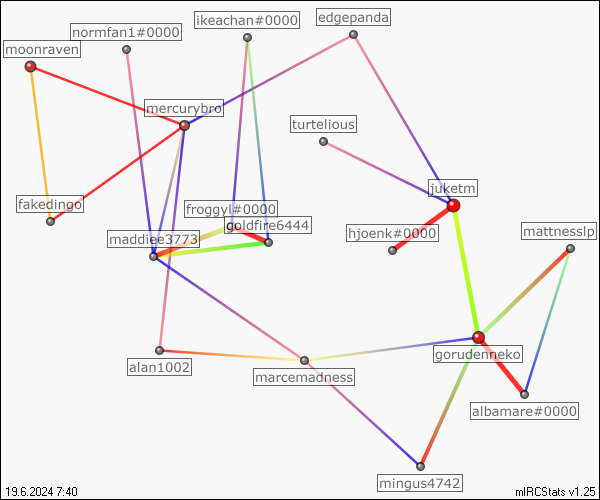 edgepanda
ikeachan#0000
normfan1#0000
moonraven
mercurybro
turtelious
juketm
fakedingo
froggyl#0000
goldfire6444
hjoenk#0000
mattnesslp
maddiee3773
gorudenneko
alan1002
marcemadness
albamare#0000
mingus4742
19.6.2024 7:40
mIRCStats v1.25